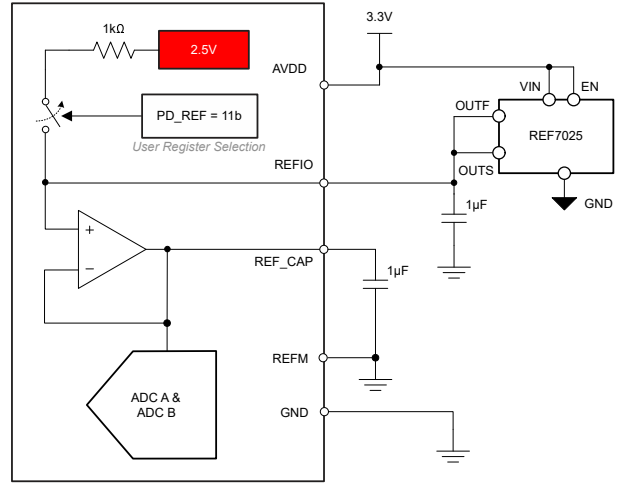 3.3V
1kΩ
2.5V
AVDD
VIN
EN
OUTF
REF7025
PD_REF = 11b
User Register Selection
REFIO
OUTS
GND
1μF
+
−
REF_CAP
1μF
REFM
ADC A &
ADC B
GND